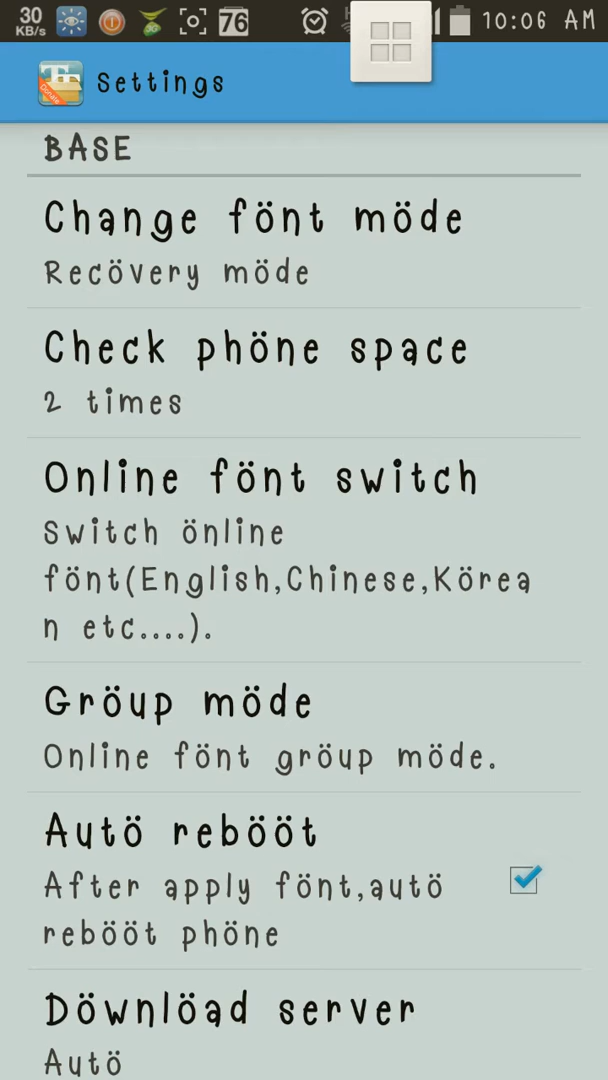 30
KB/s
76
10:06 AM
Donate
Settings
BASE
Change fönt möde
Recövery möde
Check phöne space
2 times
Online fönt switch
Switch önline
fönt(English,Chinese,Körea
n etc....).
Gröup möde
Online fönt gröup möde.
Autö rebööt
After apply fönt,autö
rebööt phöne
Döwnlöad server
Autö